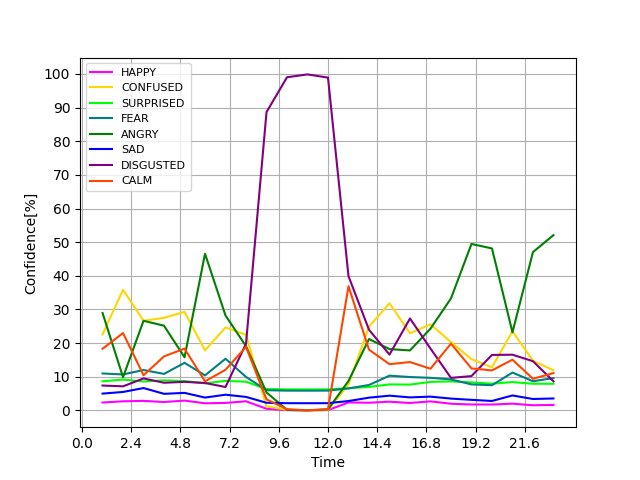 HAPPY
CONFUSED
SURPRISED
FEAR
ANGRY
SAD
DISGUSTED
CALM
Confidence[%]
100
90
80
70
60
50
40
30
20
10
0
0.0 2.4 4.8 7.2 9.6 12.0 14.4 16.8 19.2 21.6
Time